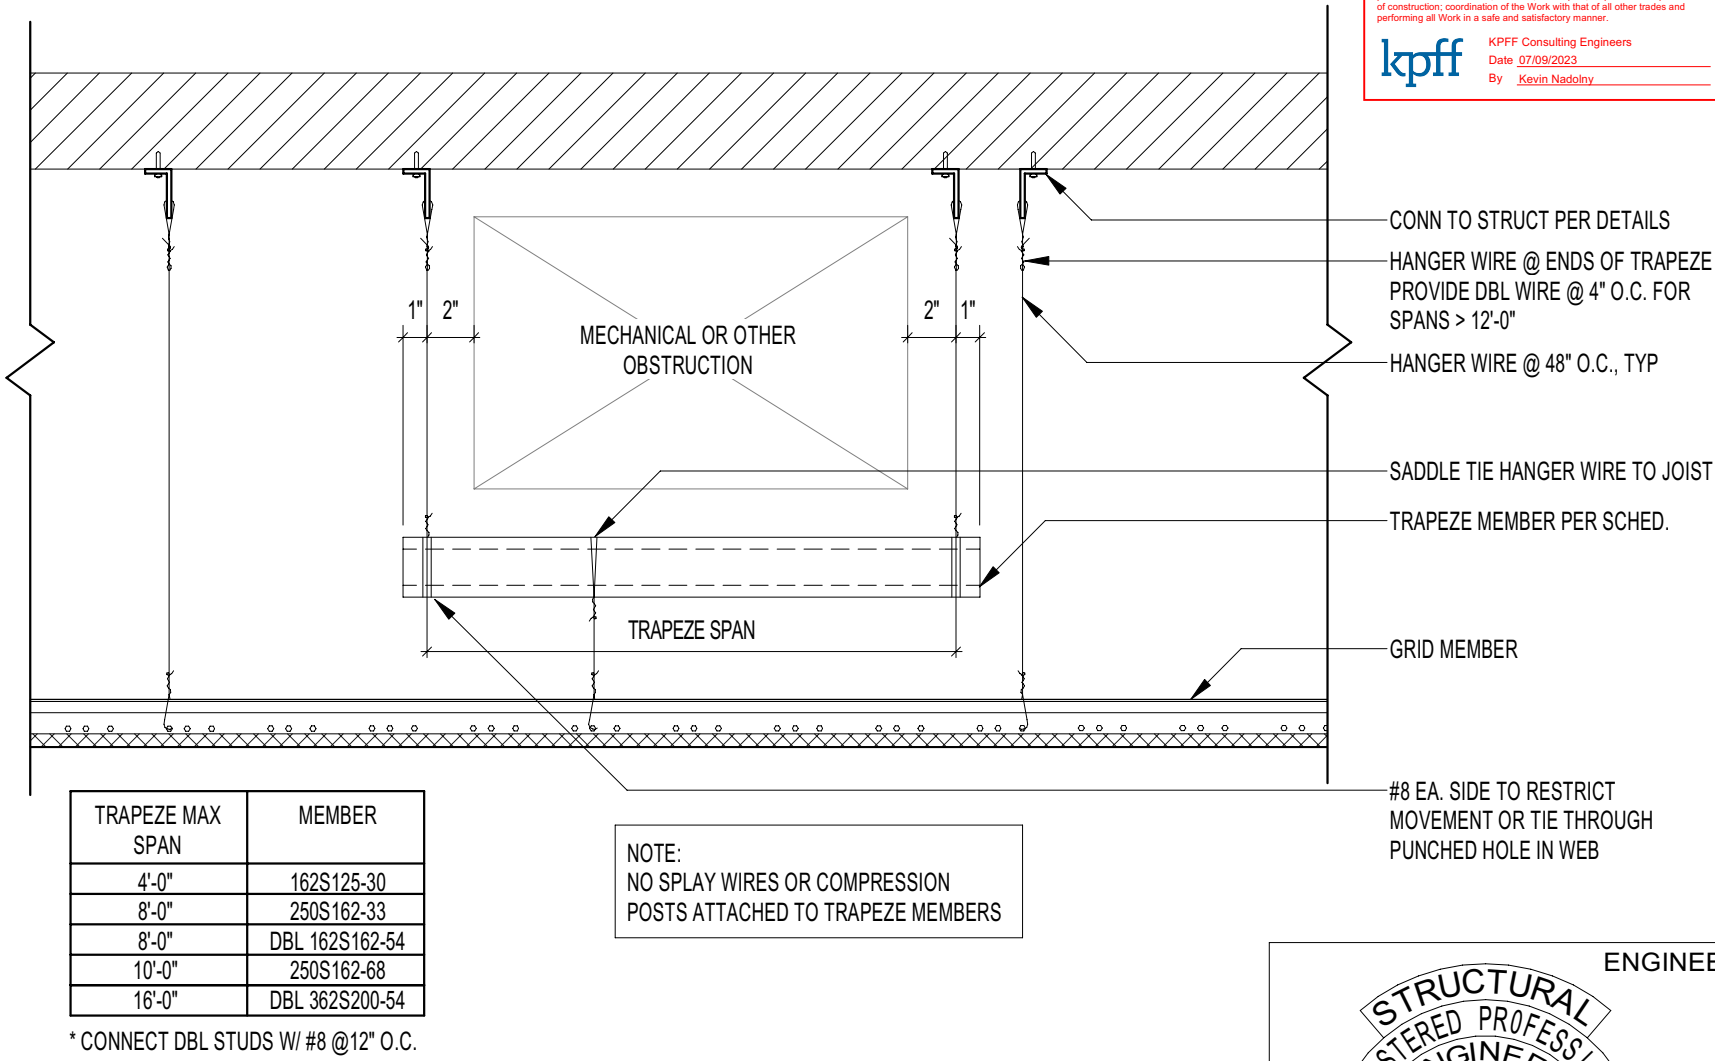 of construction; coordination of the Work with that of all other trades and
performing all Work in a safe and satisfactory manner.
kpff
KPFF Consulting Engineers
Date 07/09/2023
By Kevin Nadolny
CONN TO STRUCT PER DETAILS
HANGER WIRE @ ENDS OF TRAPEZE
PROVIDE DBL WIRE @ 4" O.C. FOR
SPANS > 12'-0"
HANGER WIRE @ 48" O.C., TYP
1"
2"
2"
1"
MECHANICAL OR OTHER
OBSTRUCTION
SADDLE TIE HANGER WIRE TO JOIST
TRAPEZE MEMBER PER SCHED.
TRAPEZE SPAN
GRID MEMBER
#8 EA. SIDE TO RESTRICT
MOVEMENT OR TIE THROUGH
PUNCHED HOLE IN WEB
TRAPEZE MAX
SPAN
MEMBER
4'-0" 162S125-30
8'-0" 250S162-33
8'-0" DBL 162S162-54
10'-0" 250S162-68
16'-0" DBL 362S200-54
* CONNECT DBL STUDS W/ #8 @12" O.C.
NOTE:
NO SPLAY WIRES OR COMPRESSION
POSTS ATTACHED TO TRAPEZE MEMBERS
STRUCTURAL